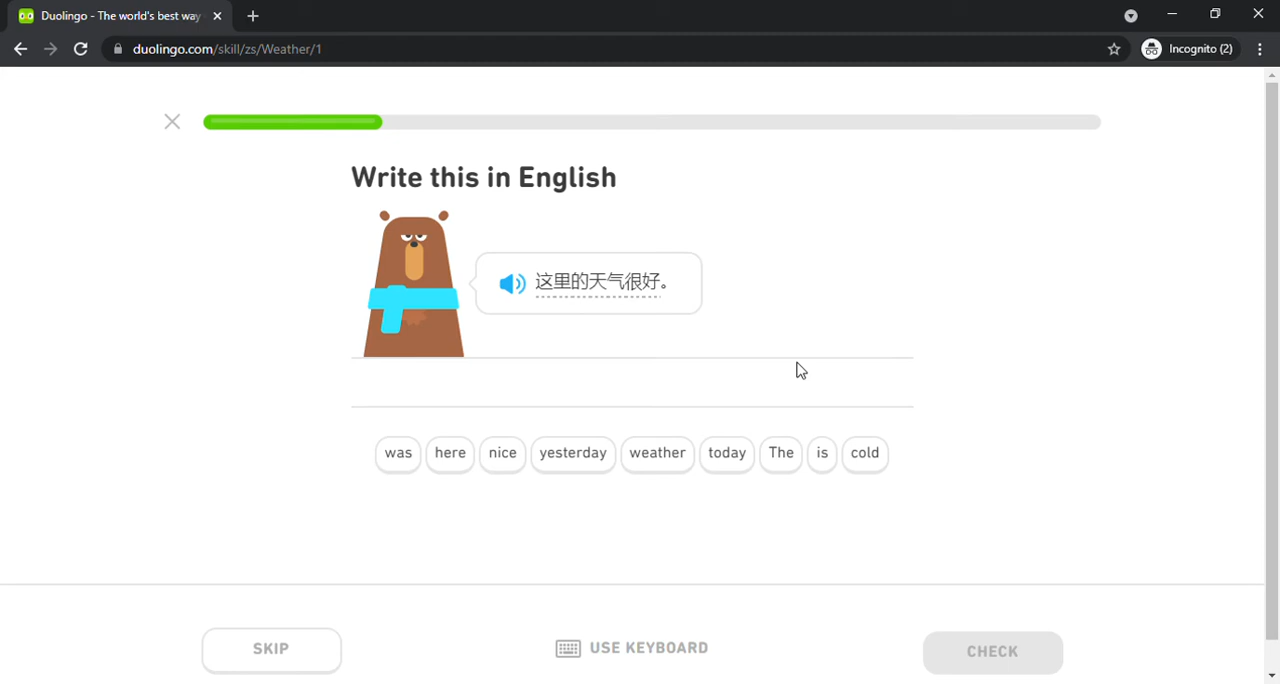 Duolingo - The world's best way
duolingo.com/skill/zs/Weather/1
Incognito (2)
Write this in English
这里的天气很好。
was here nice yesterday weather today The is cold
SKIP
USE KEYBOARD
CHECK